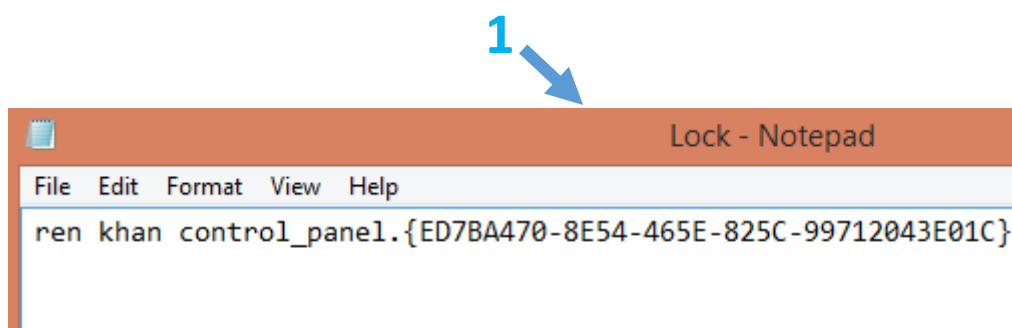 1
Lock - Notepad
File Edit Format View Help
ren khan control_panel.{ED7BA470-8E54-465E-825C-99712043E01C}